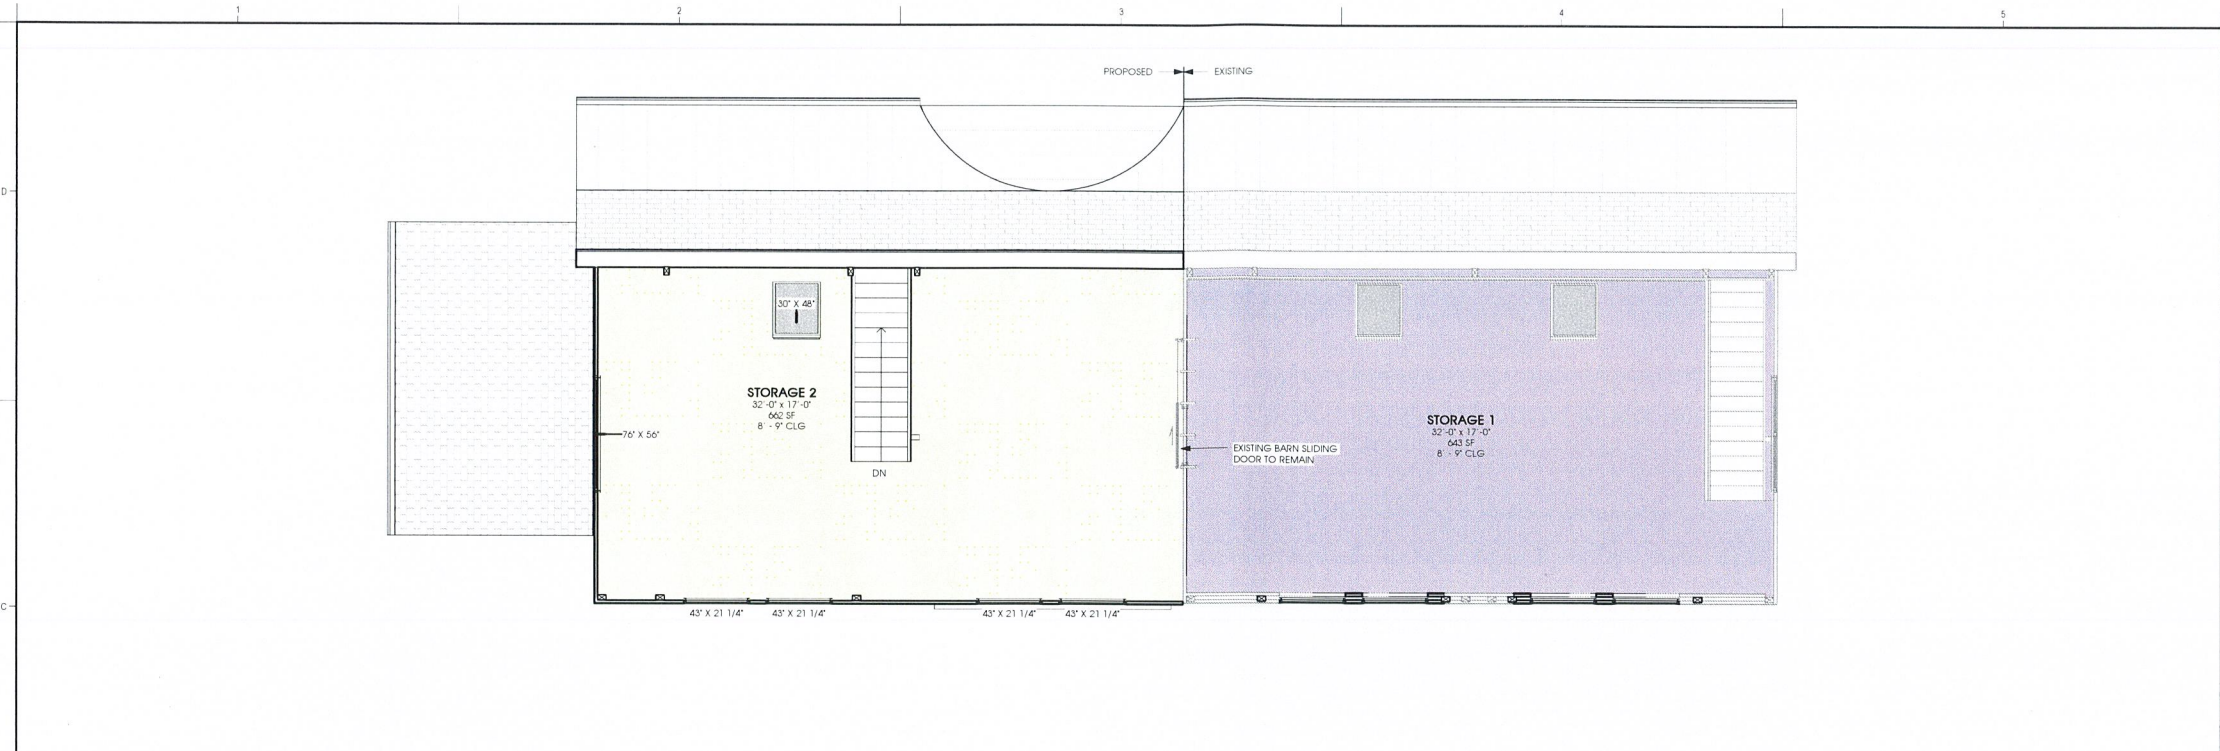 1 2 3 4 5
PROPOSED EXISTING
D
30" X 48"
STORAGE 2
32'-0" x 17'-0"
662 SF
8' - 9" CLG
76" X 56"
DN
STORAGE 1
32'-0" x 17'-0"
643 SF
8' - 9" CLG
EXISTING BARN SLIDING
DOOR TO REMAIN
C
43" X 21 1/4" 43" X 21 1/4" 43" X 21 1/4" 43" X 21 1/4"